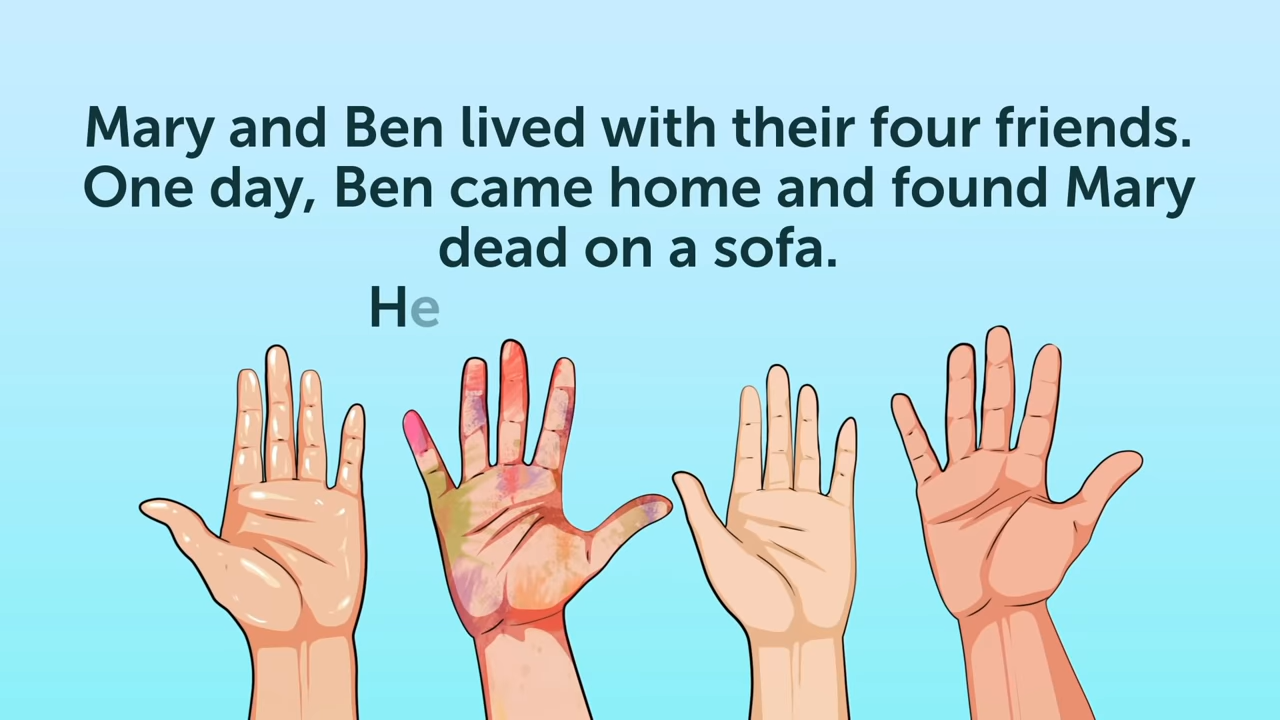 Mary and Ben lived with their four friends.
One day, Ben came home and found Mary
dead on a sofa.
He